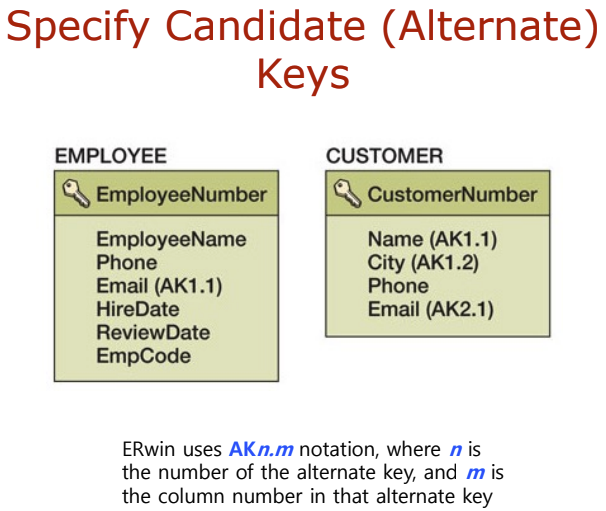 Specify Candidate (Alternate)
Keys
EMPLOYEE
EmployeeNumber
EmployeeName
Phone
Email (AK1.1)
HireDate
ReviewDate
EmpCode
CUSTOMER
CustomerNumber
Name (AK1.1)
City (AK1.2)
Phone
Email (AK2.1)
ERwin uses AKn.m notation, where n is
the number of the alternate key, and m is
the column number in that alternate key